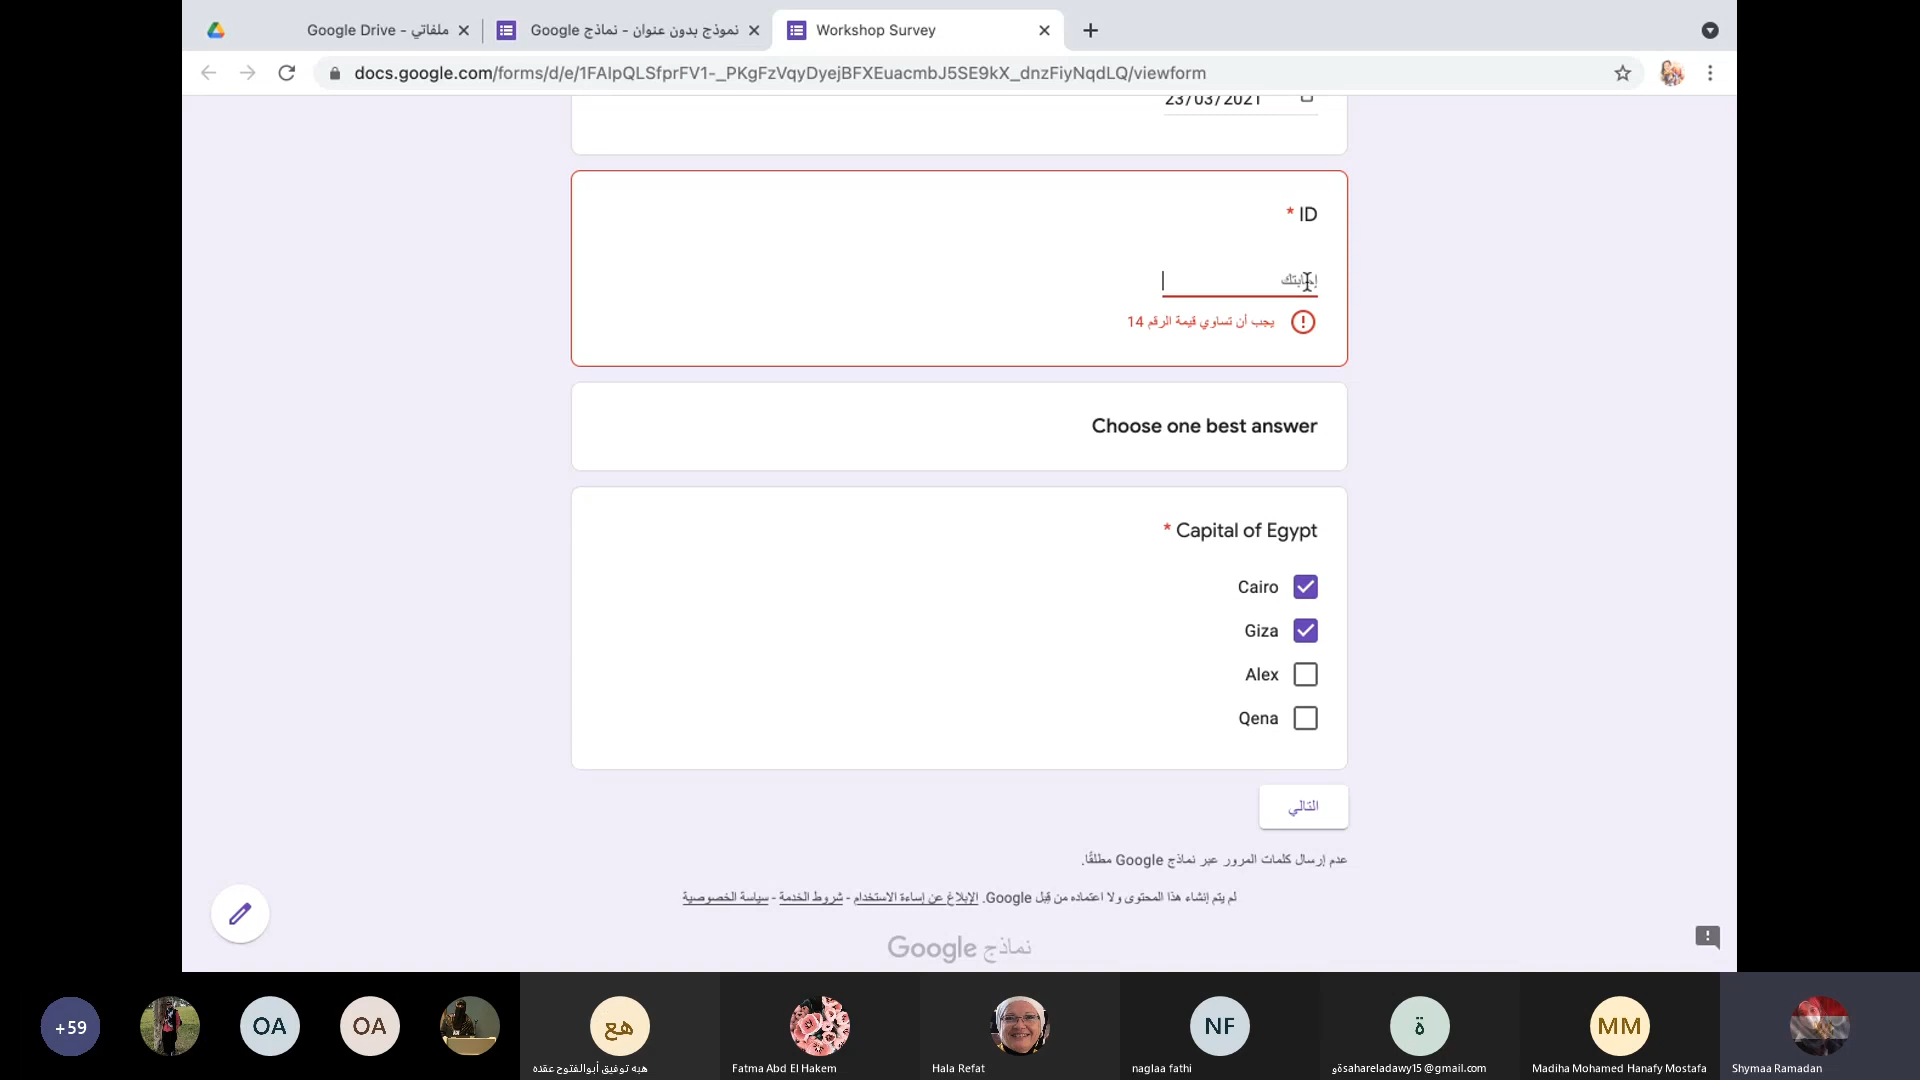 Google Drive - ملفاتي
نموذج بدون عنوان - نماذج Google
Workshop Survey
docs.google.com/forms/d/e/1FAIpQLSfprFV1-_PKgFzVqyDyejBFXEuacmbJ5SE9kX_dnzFiyNqdLQ/viewform
23/03/2021
ID *
إجابتك
يجب أن تساوي قيمة الرقم 14
Choose one best answer
Capital of Egypt *
Cairo
Giza
Alex
Qena
التالي
عدم إرسال كلمات المرور عبر نماذج Google مطلقًا.
لم يتم إنشاء هذا المحتوى ولا اعتماده من قِبل Google. الإبلاغ عن إساءة الاستخدام - شروط الخدمة - سياسة الخصوصية
نماذج Google
+59
OA
OA
هع
NF
ة
MM
هبه توفيق أبوالفتوح عقده
Fatma Abd El Hakem
Hala Refat
naglaa fathi
sahareladawy15@gmail.com
Madiha Mohamed Hanafy Mostafa
Shymaa Ramadan